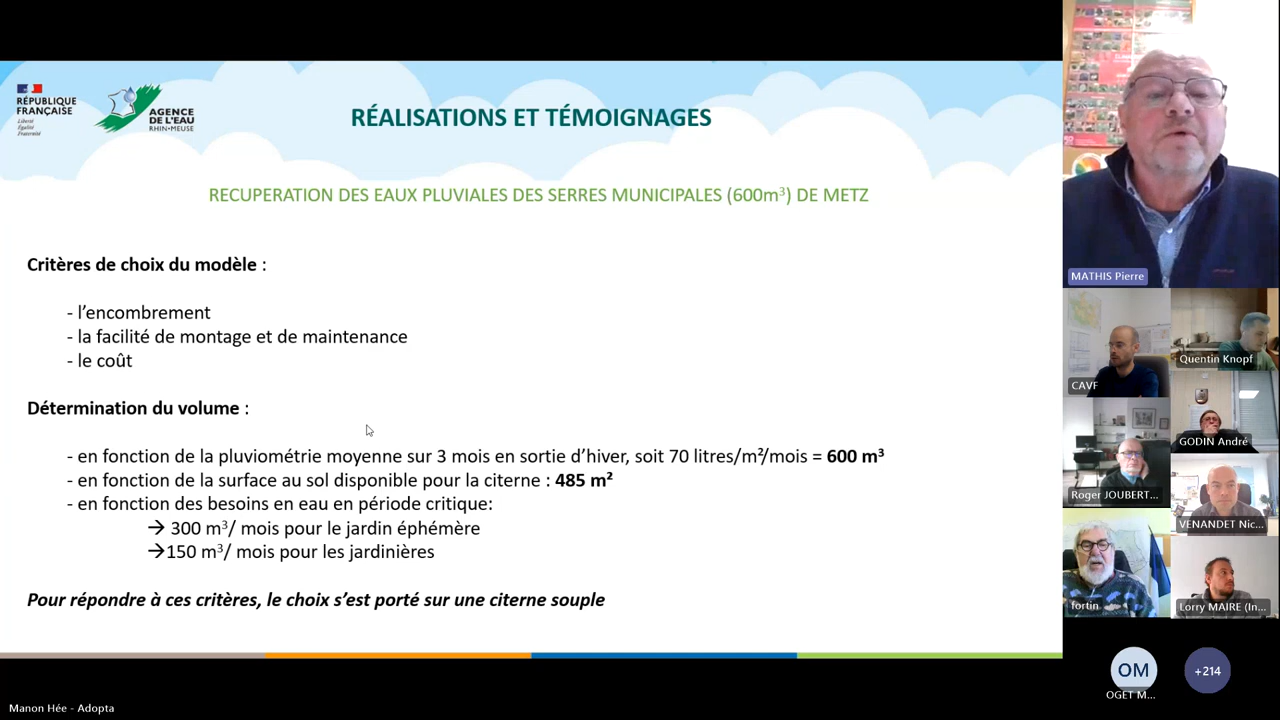 RÉPUBLIQUE
FRANÇAISE
Liberté
Égalité
Fraternité
AGENCE
DE L'EAU
RHIN•MEUSE
RÉALISATIONS ET TÉMOIGNAGES
RECUPERATION DES EAUX PLUVIALES DES SERRES MUNICIPALES (600m³) DE METZ
Critères de choix du modèle :
- l'encombrement
- la facilité de montage et de maintenance
- le coût
Détermination du volume :
- en fonction de la pluviométrie moyenne sur 3 mois en sortie d'hiver, soit 70 litres/m²/mois = 600 m³
- en fonction de la surface au sol disponible pour la citerne : 485 m²
- en fonction des besoins en eau en période critique:
→ 300 m³/ mois pour le jardin éphémère
→150 m³/ mois pour les jardinières
Pour répondre à ces critères, le choix s'est porté sur une citerne souple
MATHIS Pierre
CAVF
Quentin Knopf
Roger JOUBERT...
GODIN André
VENANDET Nic...
fortin
Lorry MAIRE (In...
OM
OGET M...
+214
Manon Hée - Adopta